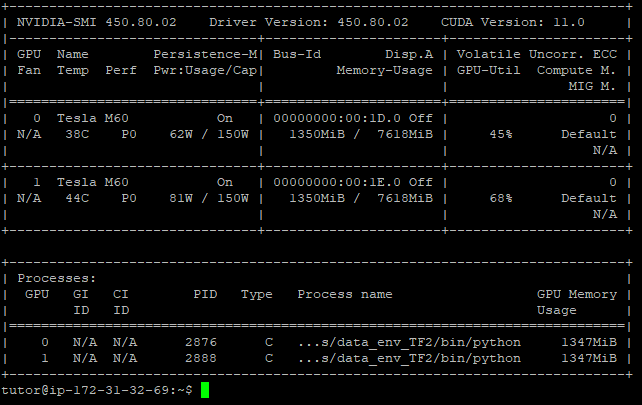 +-----------------------------------------------------------------------------+
| NVIDIA-SMI 450.80.02    Driver Version: 450.80.02    CUDA Version: 11.0     |
|-------------------------------+----------------------+----------------------+
| GPU  Name        Persistence-M| Bus-Id        Disp.A | Volatile Uncorr. ECC |
| Fan  Temp  Perf  Pwr:Usage/Cap|         Memory-Usage | GPU-Util  Compute M. |
|                               |                      |               MIG M. |
|===============================+======================+======================|
|   0  Tesla M60           On   | 00000000:00:1D.0 Off |                    0 |
| N/A   38C    P0    62W / 150W |   1350MiB /  7618MiB |     45%      Default |
|                               |                      |                  N/A |
+-------------------------------+----------------------+----------------------+
|   1  Tesla M60           On   | 00000000:00:1E.0 Off |                    0 |
| N/A   44C    P0    81W / 150W |   1350MiB /  7618MiB |     68%      Default |
|                               |                      |                  N/A |
+-------------------------------+----------------------+----------------------+

+-----------------------------------------------------------------------------+
| Processes:                                                                  |
|  GPU   GI   CI        PID   Type   Process name                  GPU Memory |
|        ID   ID                                                   Usage      |
|=============================================================================|
|    0   N/A  N/A      2876      C   ...s/data_env_TF2/bin/python     1347MiB |
|    1   N/A  N/A      2888      C   ...s/data_env_TF2/bin/python     1347MiB |
+-----------------------------------------------------------------------------+
tutor@ip-172-31-32-69:~$